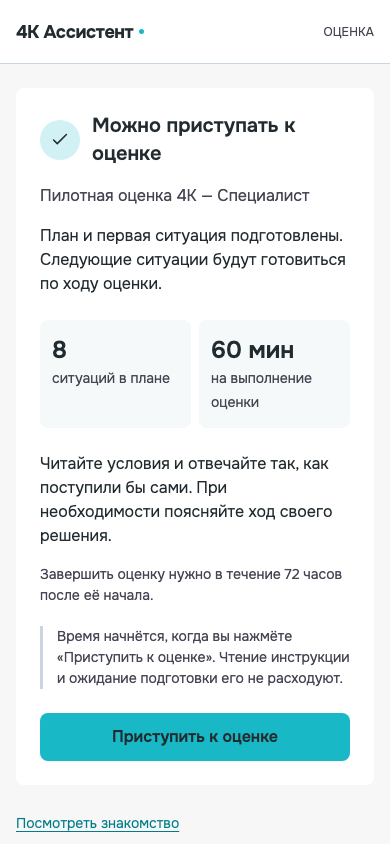 4K Ассистент
ОЦЕНКА
Можно приступать к
оценке
Пилотная оценка 4K — Специалист
План и первая ситуация подготовлены.
Следующие ситуации будут готовиться
по ходу оценки.
8
ситуаций в плане
60 мин
на выполнение
оценки
Читайте условия и отвечайте так, как
поступили бы сами. При
необходимости поясняйте ход своего
решения.
Завершить оценку нужно в течение 72 часов
после её начала.
Время начнётся, когда вы нажмёте
«Приступить к оценке». Чтение инструкции
и ожидание подготовки его не расходуют.
Приступить к оценке
Посмотреть знакомство